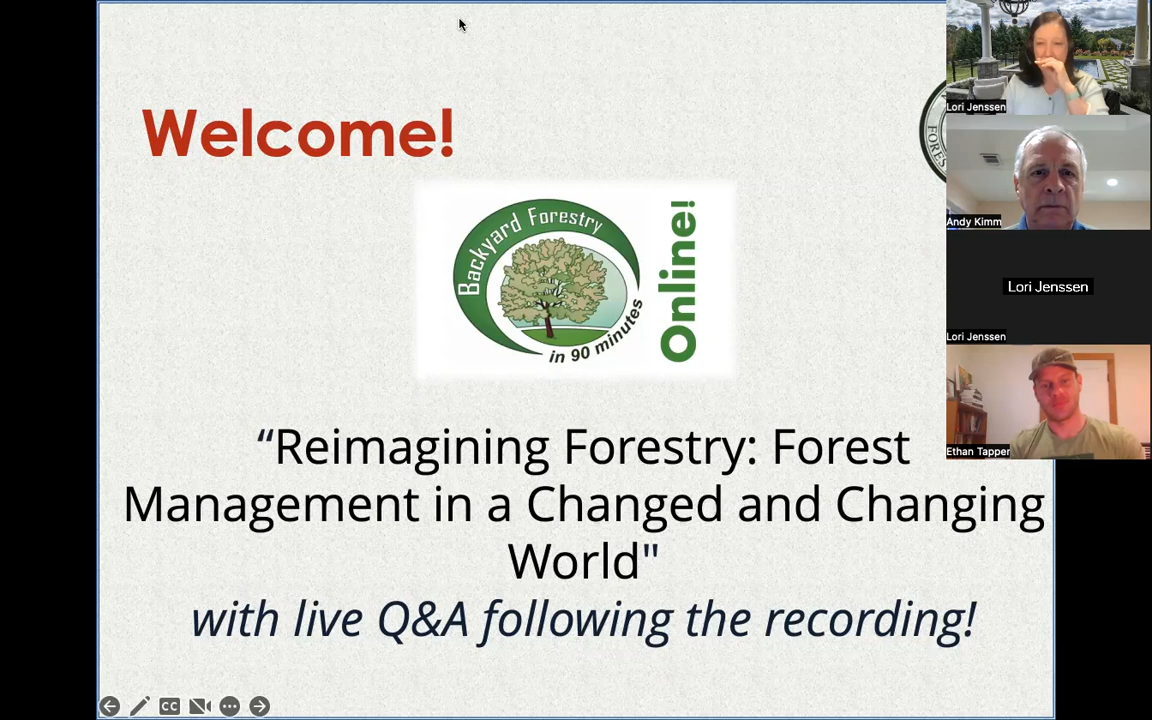 Welcome!
Backyard Forestry
in 90 minutes
Online!
“Reimagining Forestry: Forest
Management in a Changed and Changing
World"
with live Q&A following the recording!
CC
Lori Jenssen
Andy Kimm
Lori Jenssen
Lori Jenssen
Ethan Tapper